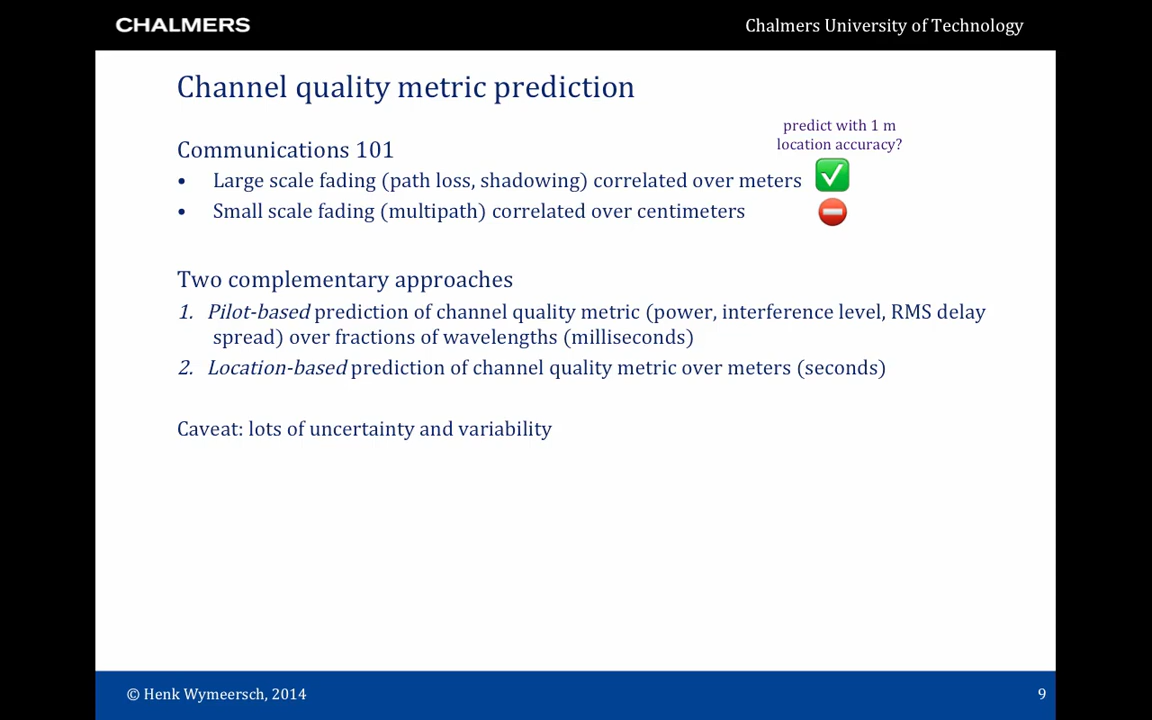 CHALMERS
Chalmers University of Technology
Channel quality metric prediction
predict with 1 m
location accuracy?
Communications 101
• Large scale fading (path loss, shadowing) correlated over meters
• Small scale fading (multipath) correlated over centimeters
Two complementary approaches
1. Pilot-based prediction of channel quality metric (power, interference level, RMS delay
spread) over fractions of wavelengths (milliseconds)
2. Location-based prediction of channel quality metric over meters (seconds)
Caveat: lots of uncertainty and variability
© Henk Wymeersch, 2014
9